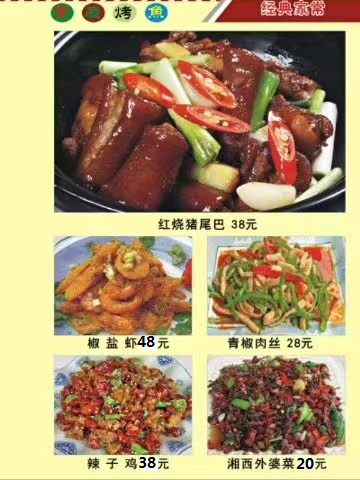 烤魚
经典家常
红烧猪尾巴 38元
椒盐虾48元
青椒肉丝 28元
辣子鸡38元
湘西外婆菜20元